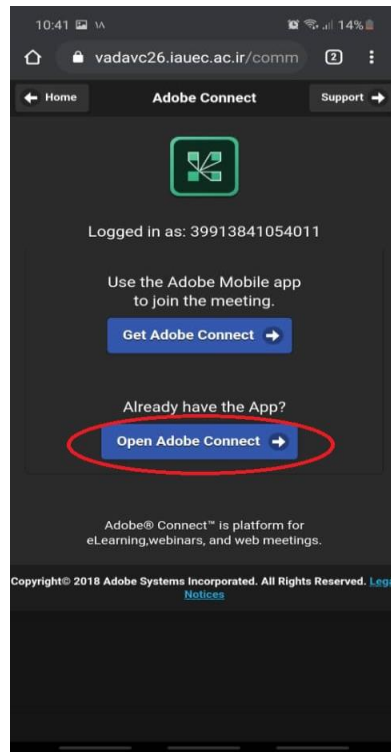 10:41 ۱۸ 14%
vadavc26.iauec.ac.ir/comm 2
Home Adobe Connect Support
Logged in as: 39913841054011
Use the Adobe Mobile app
to join the meeting.
Get Adobe Connect
Already have the App?
Open Adobe Connect
Adobe® Connect™ is platform for
eLearning,webinars, and web meetings.
Copyright© 2018 Adobe Systems Incorporated. All Rights Reserved. Lega
Notices